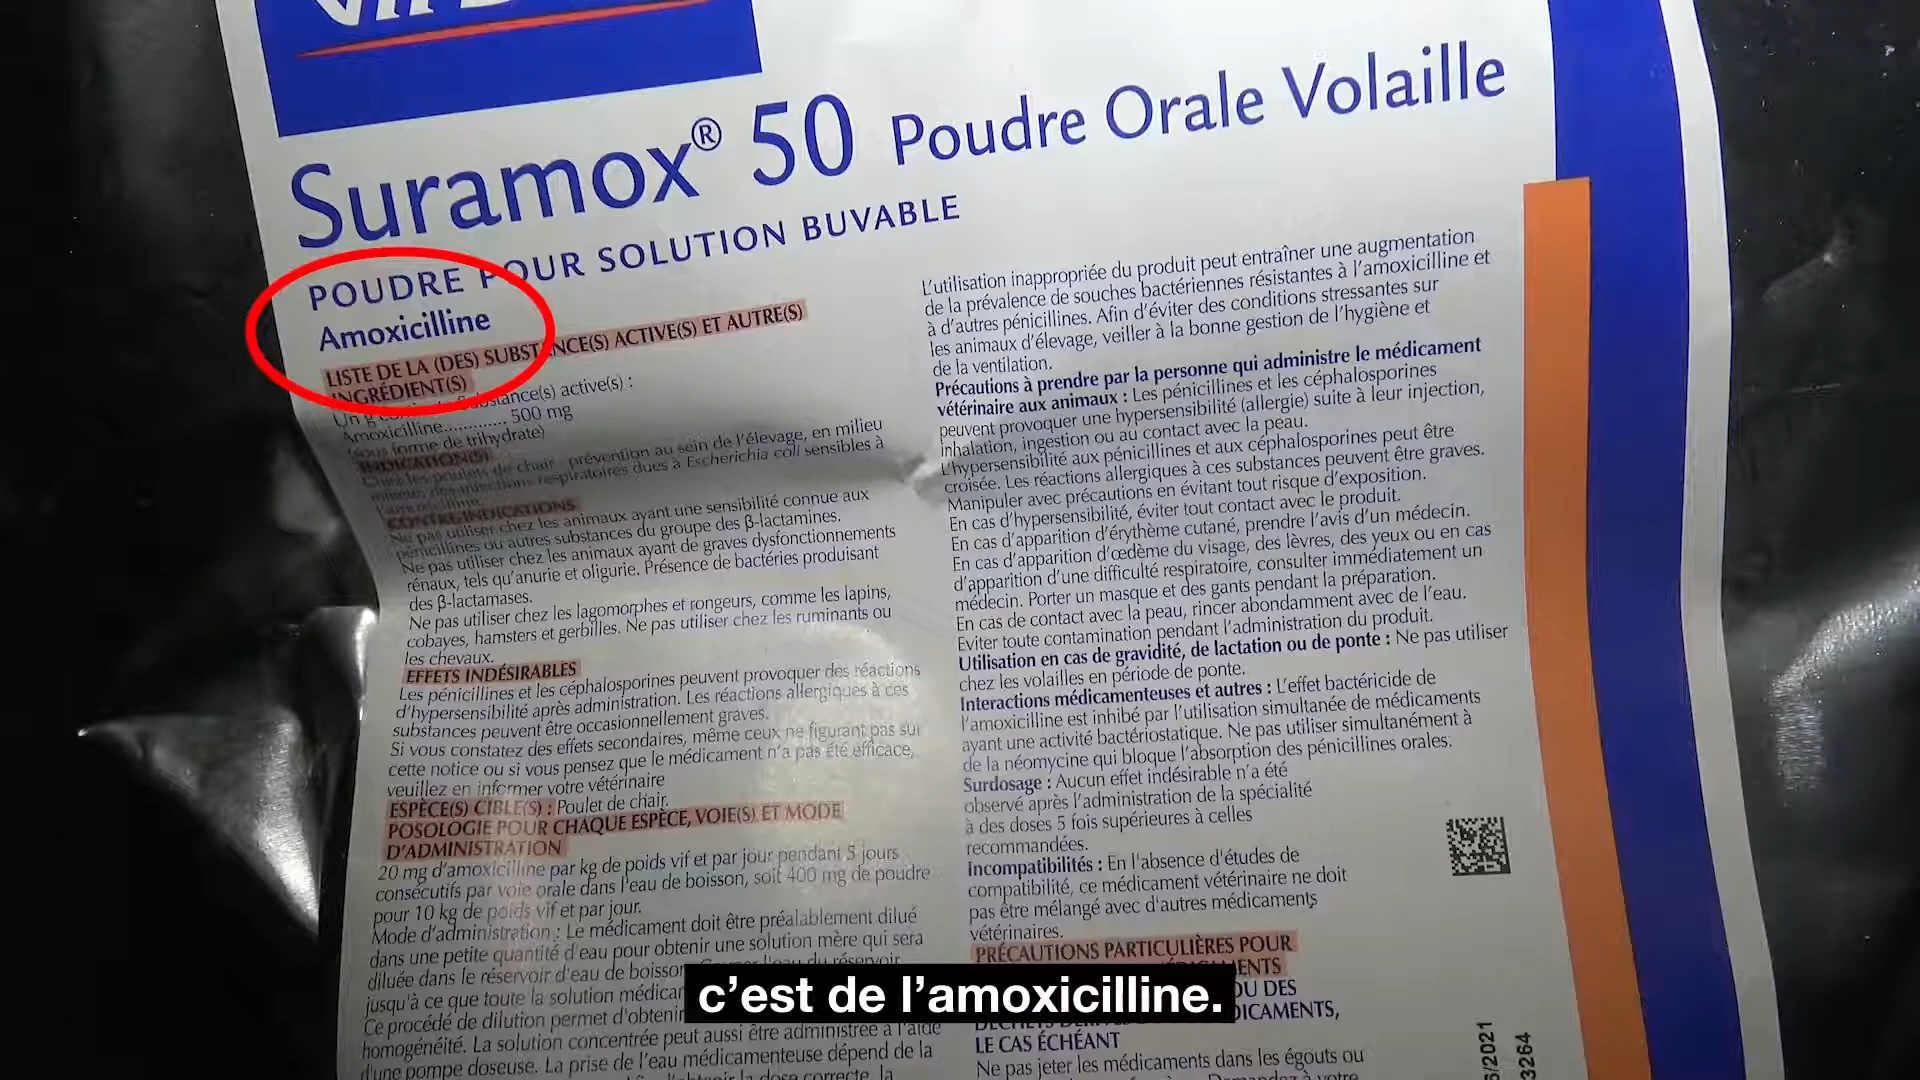 Suramox® 50 Poudre Orale Volaille
POUDRE POUR SOLUTION BUVABLE
Amoxicilline
LISTE DE LA (DES) SUBSTANCE(S) ACTIVE(S) ET AUTRE(S)
INGRÉDIENT(S)
Un g substance(s) active(s) :
Amoxicilline............ 500 mg
(sous forme de trihydrate)
INDICATION(S)
Chez les poulets de chair : prévention au sein de l'élevage, en milieu
des infections respiratoires dues à Escherichia coli sensibles à
l'amoxicilline.
CONTRE-INDICATIONS
Ne pas utiliser chez les animaux ayant une sensibilité connue aux
pénicillines ou autres substances du groupe des β-lactamines.
Ne pas utiliser chez les animaux ayant de graves dysfonctionnements
rénaux, tels qu'anurie et oligurie. Présence de bactéries produisant
des β-lactamases.
Ne pas utiliser chez les lagomorphes et rongeurs, comme les lapins,
cobayes, hamsters et gerbilles. Ne pas utiliser chez les ruminants ou
les chevaux.
EFFETS INDÉSIRABLES
Les pénicillines et les céphalosporines peuvent provoquer des réactions
d'hypersensibilité après administration. Les réactions allergiques à ces
substances peuvent être occasionnellement graves.
Si vous constatez des effets secondaires, même ceux ne figurant pas sur
cette notice ou si vous pensez que le médicament n'a pas été efficace,
veuillez en informer votre vétérinaire
ESPÈCE(S) CIBLE(S) : Poulet de chair.
POSOLOGIE POUR CHAQUE ESPÈCE, VOIE(S) ET MODE
D'ADMINISTRATION
20 mg d'amoxicilline par kg de poids vif et par jour pendant 5 jours
consécutifs par voie orale dans l'eau de boisson, soit 400 mg de poudre
pour 10 kg de poids vif et par jour.
Mode d'administration : Le médicament doit être préalablement dilué
dans une petite quantité d'eau pour obtenir une solution mère qui sera
diluée dans le réservoir d'eau de boisson l'eau du réservoir
jusqu'à ce que toute la solution
Ce procédé de dilution permet d'obtenir
homogénéité. La solution concentrée peut aussi être administrée à l'aide
d'une pompe doseuse. La prise de l'eau médicamenteuse dépend de la
la dose correcte, la
L'utilisation inappropriée du produit peut entraîner une augmentation
de la prévalence de souches bactériennes résistantes à l'amoxicilline et
à d'autres pénicillines. Afin d'éviter des conditions stressantes sur
les animaux d'élevage, veiller à la bonne gestion de l'hygiène et
de la ventilation.
Précautions à prendre par la personne qui administre le médicament
vétérinaire aux animaux : Les pénicillines et les céphalosporines
peuvent provoquer une hypersensibilité (allergie) suite à leur injection,
inhalation, ingestion ou au contact avec la peau.
L'hypersensibilité aux pénicillines et aux céphalosporines peut être
croisée. Les réactions allergiques à ces substances peuvent être graves.
Manipuler avec précautions en évitant tout risque d'exposition.
En cas d'hypersensibilité, éviter tout contact avec le produit.
En cas d'apparition d'érythème cutané, prendre l'avis d'un médecin.
En cas d'apparition d'œdème du visage, des lèvres, des yeux ou en cas
d'apparition d'une difficulté respiratoire, consulter immédiatement un
médecin. Porter un masque et des gants pendant la préparation.
En cas de contact avec la peau, rincer abondamment avec de l'eau.
Eviter toute contamination pendant l'administration du produit.
Utilisation en cas de gravidité, de lactation ou de ponte : Ne pas utiliser
chez les volailles en période de ponte.
Interactions médicamenteuses et autres : L'effet bactéricide de
l'amoxicilline est inhibé par l'utilisation simultanée de médicaments
ayant une activité bactériostatique. Ne pas utiliser simultanément à
de la néomycine qui bloque l'absorption des pénicillines orales.
Surdosage : Aucun effet indésirable n'a été
observé après l'administration de la spécialité
à des doses 5 fois supérieures à celles
recommandées.
Incompatibilités : En l'absence d'études de
compatibilité, ce médicament vétérinaire ne doit
pas être mélangé avec d'autres médicaments
vétérinaires.
PRÉCAUTIONS PARTICULIÈRES POUR
OU DES
LE CAS ÉCHÉANT
Ne pas jeter les médicaments dans les égouts ou
6/2021
3264
c'est de l'amoxicilline.